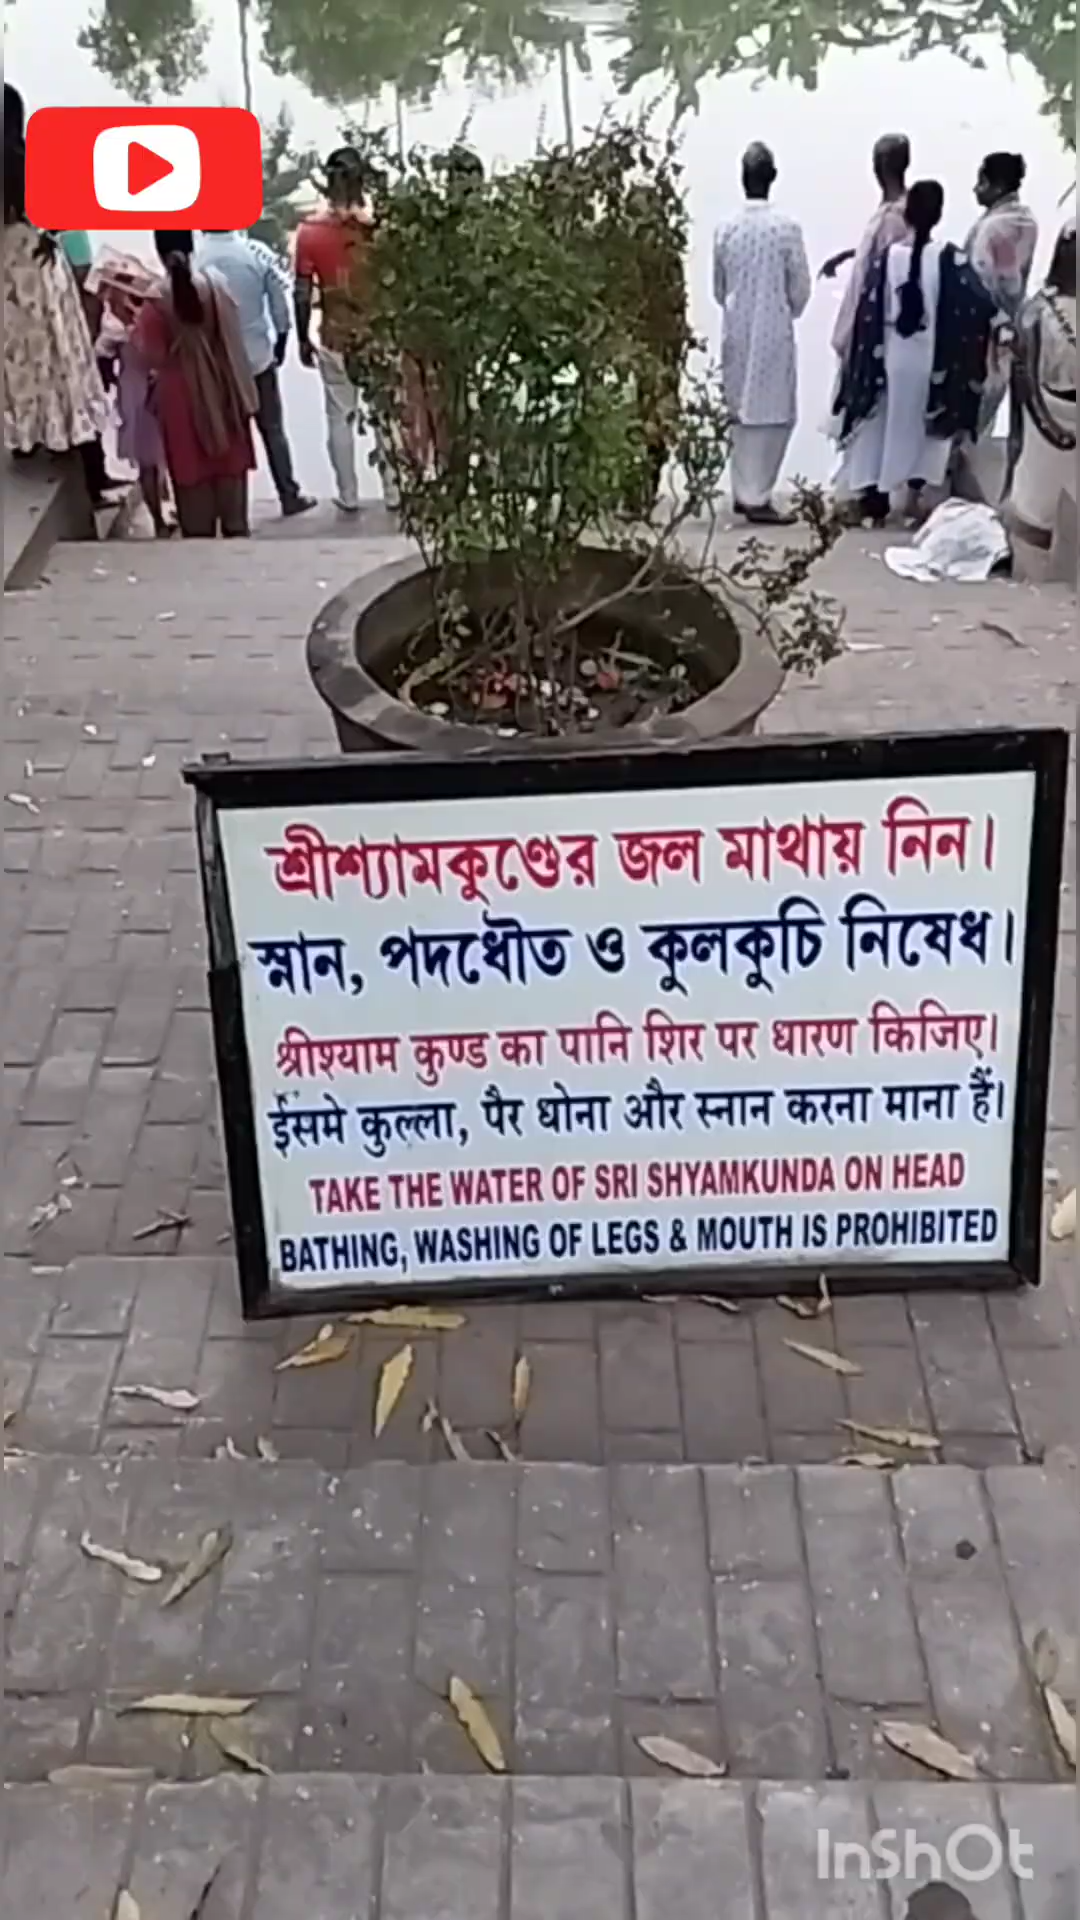 শ্রীশ্যামকুণ্ডের জল মাথায় নিন।
স্নান, পদধৌত ও কুলকুচি নিষেধ।
श्रीश्याम कुण्ड का पानि शिर पर धारण किजिए।
ईसमे कुल्ला, पैर धोना और स्नान करना माना हैं।
TAKE THE WATER OF SRI SHYAMKUNDA ON HEAD
BATHING, WASHING OF LEGS & MOUTH IS PROHIBITED
InShOt